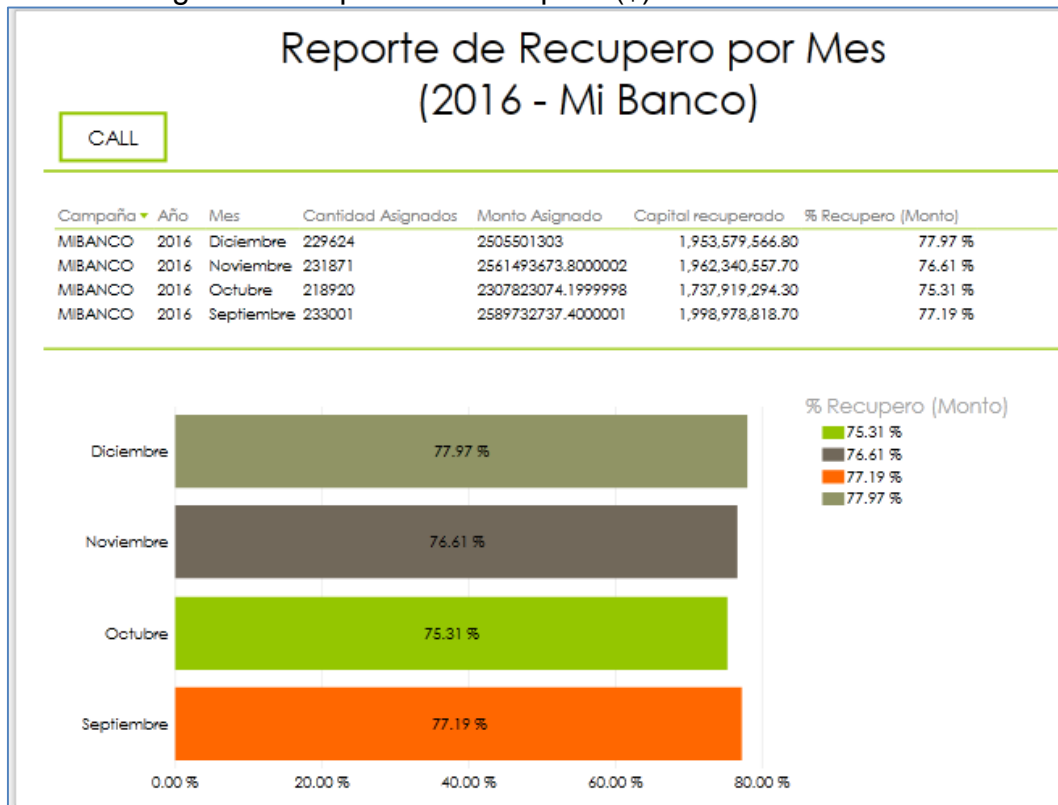 Reporte de Recupero por Mes
(2016 - Mi Banco)
CALL
Campaña Año Mes Cantidad Asignados Monto Asignado Capital recuperado % Recupero (Monto)
MIBANCO 2016 Diciembre 229624 2505501303 1,953,579,566.80 77.97 %
MIBANCO 2016 Noviembre 231871 2561493673.8000002 1,962,340,557.70 76.61 %
MIBANCO 2016 Octubre 218920 2307823074.1999998 1,737,919,294.30 75.31 %
MIBANCO 2016 Septiembre 233001 2589732737.4000001 1,998,978,818.70 77.19 %
% Recupero (Monto)
75.31 %
76.61 %
77.19 %
77.97 %
Diciembre 77.97 %
Noviembre 76.61 %
Octubre 75.31 %
Septiembre 77.19 %
0.00 % 20.00 % 40.00 % 60.00 % 80.00 %